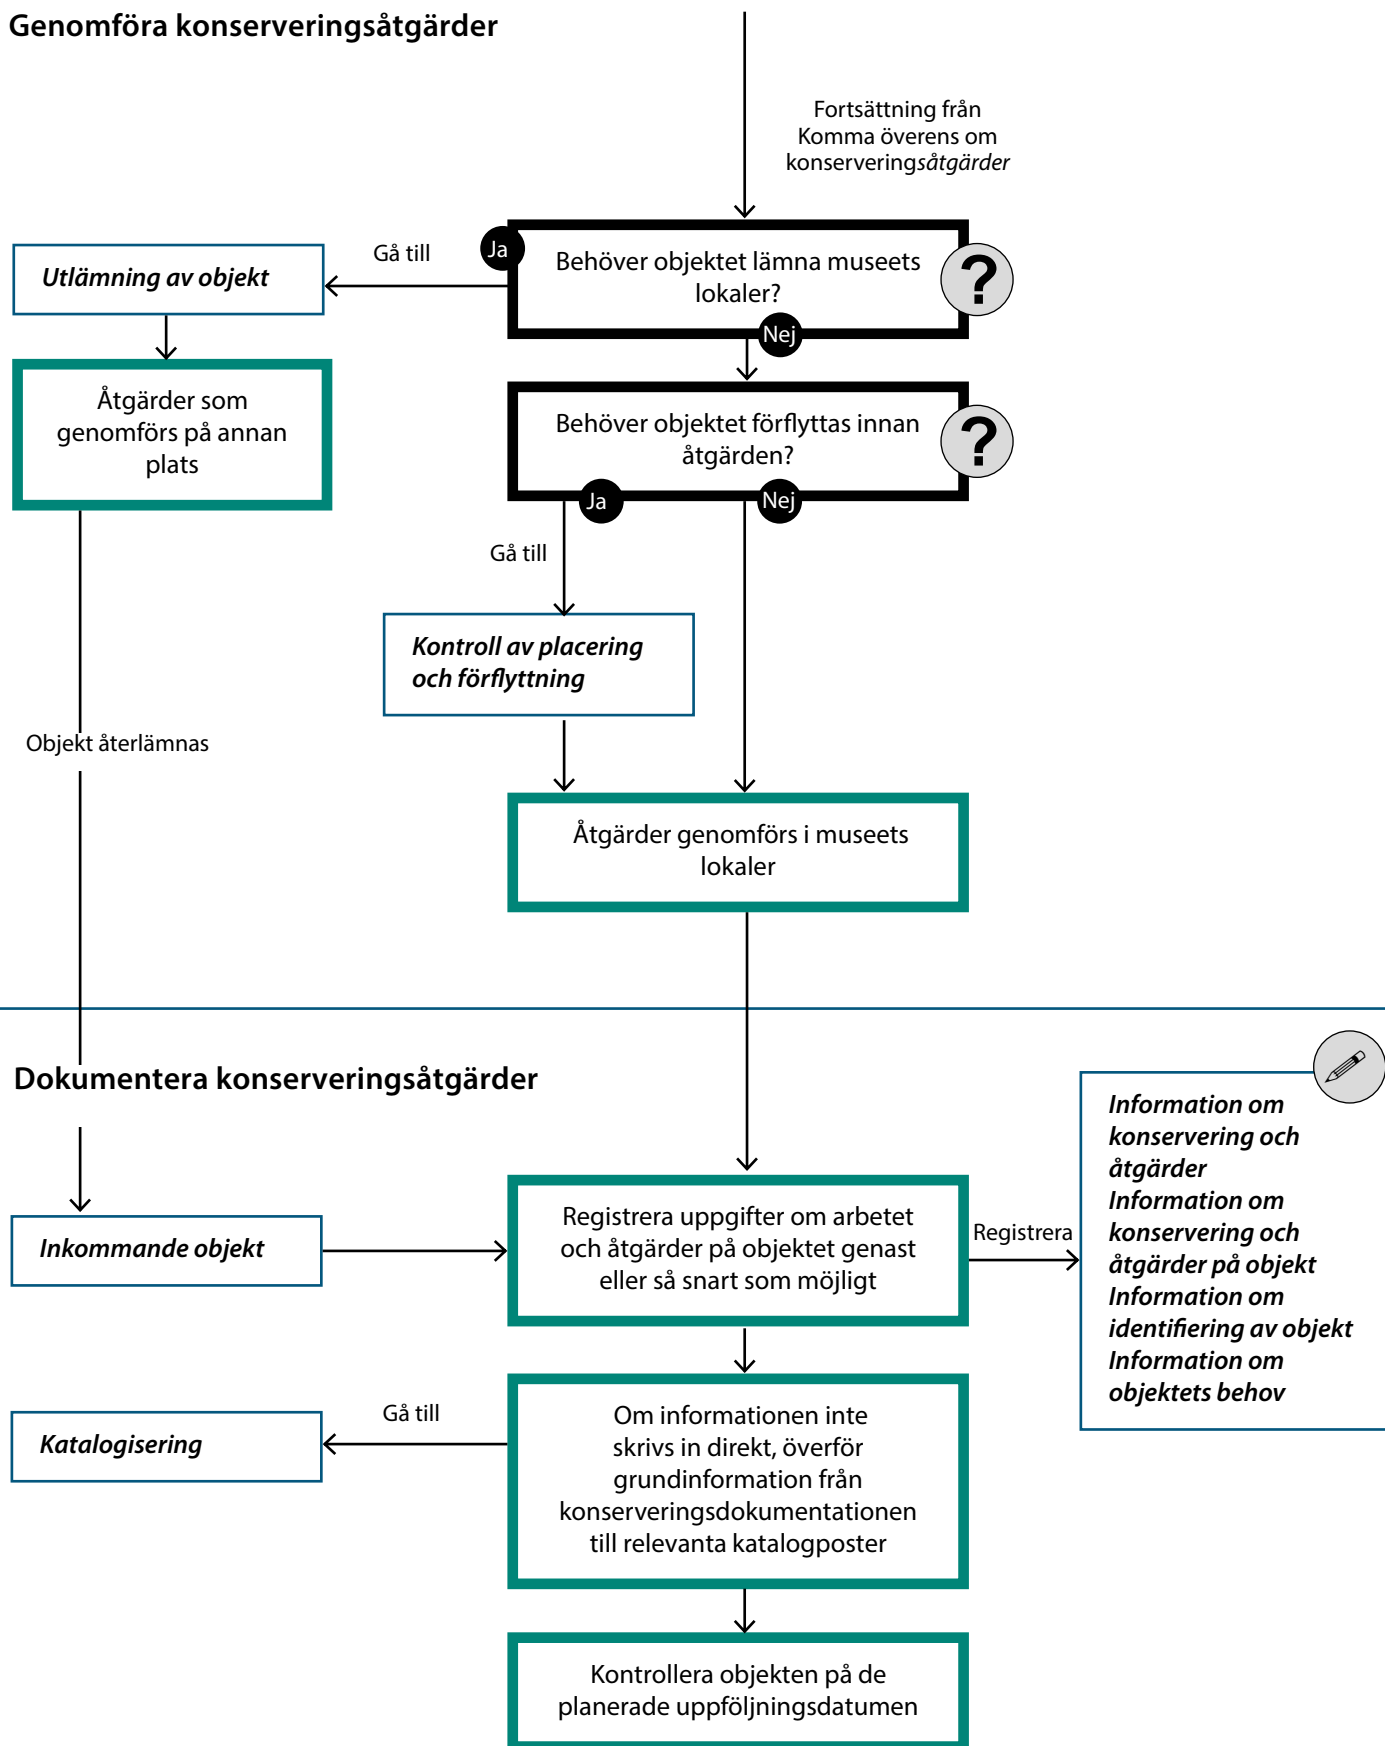 Genomföra konserveringsåtgärder
Fortsättning från
Komma överens om
konserveringsåtgärder
Behöver objektet lämna museets
lokaler?
?
Ja
Nej
Gå till
Utlämning av objekt
Åtgärder som
genomförs på annan
plats
Behöver objektet förflyttas innan
åtgärden?
?
Ja
Nej
Gå till
Kontroll av placering
och förflyttning
Objekt återlämnas
Åtgärder genomförs i museets
lokaler
Dokumentera konserveringsåtgärder
Inkommande objekt
Registrera uppgifter om arbetet
och åtgärder på objektet genast
eller så snart som möjligt
Registrera
Information om
konservering och
åtgärder
Information om
konservering och
åtgärder på objekt
Information om
identifiering av objekt
Information om
objektets behov
Om informationen inte
skrivs in direkt, överför
grundinformation från
konserveringsdokumentationen
till relevanta katalogposter
Gå till
Katalogisering
Kontrollera objekten på de
planerade uppföljningsdatumen